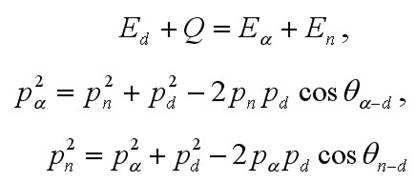 E_d + Q = E_α + E_n ,
p_α^2 = p_n^2 + p_d^2 − 2 p_n p_d cos θ_{α−d} ,
p_n^2 = p_α^2 + p_d^2 − 2 p_α p_d cos θ_{n−d}